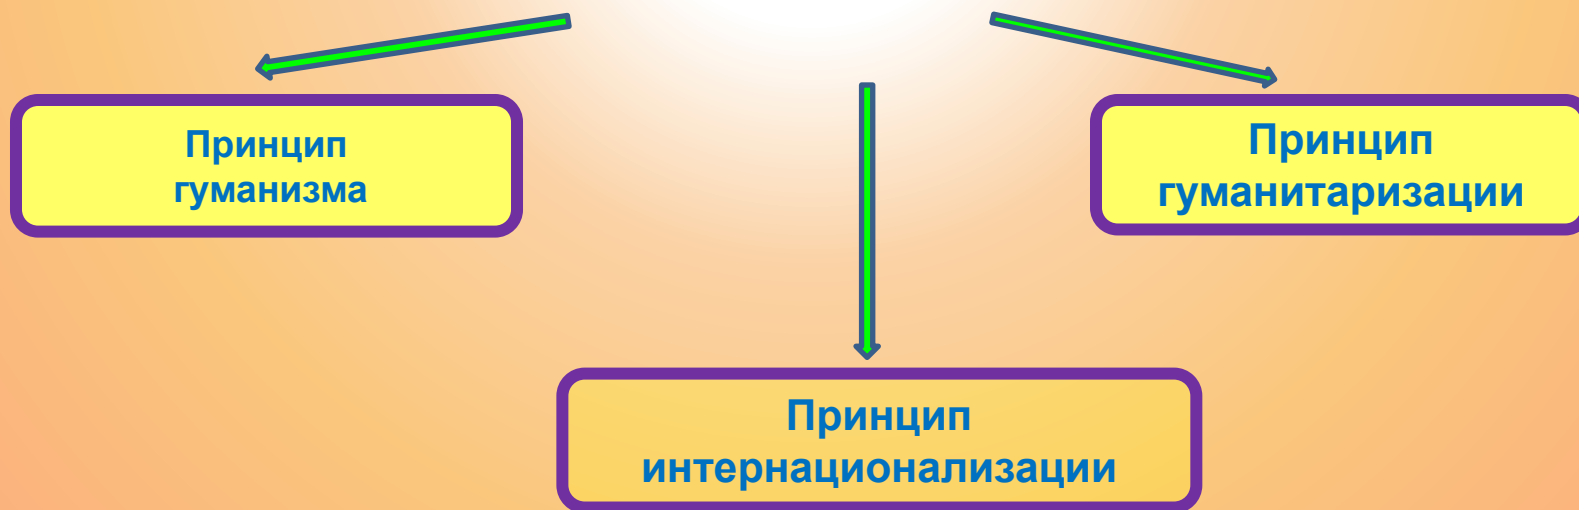 Принцип
гуманизма
Принцип
гуманитаризации
Принцип
интернационализации